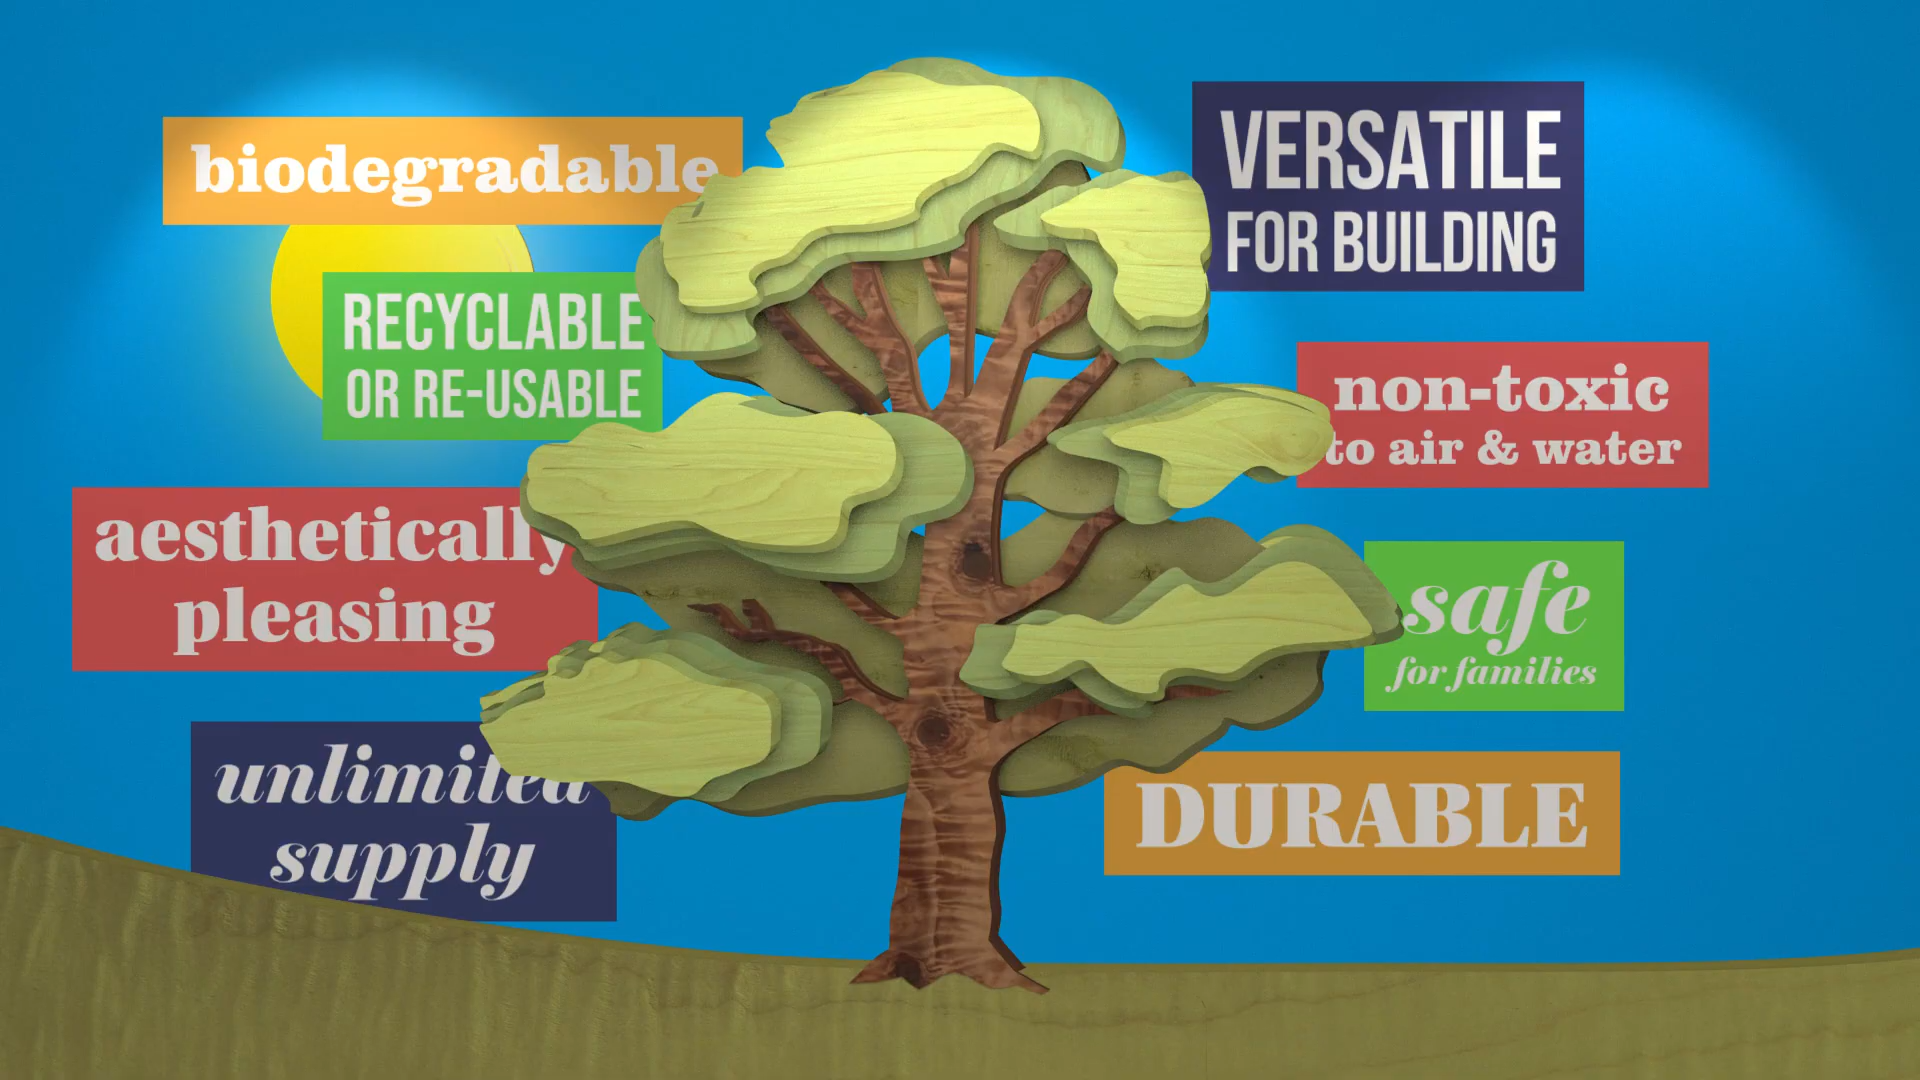 biodegradable
RECYCLABLE
OR RE-USABLE
aesthetically
pleasing
unlimited
supply
VERSATILE
FOR BUILDING
non-toxic
to air & water
safe
for families
DURABLE